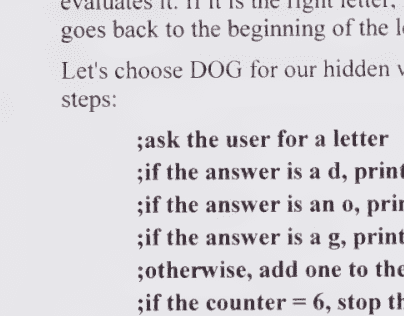 evaluates it. If it is the right letter,
goes back to the beginning of the
Let's choose DOG for our hidden
steps:
;ask the user for a letter
;if the answer is a d, print
;if the answer is an o,
;if the answer is a g, print
;otherwise, add one to the
;if the counter = 6, stop